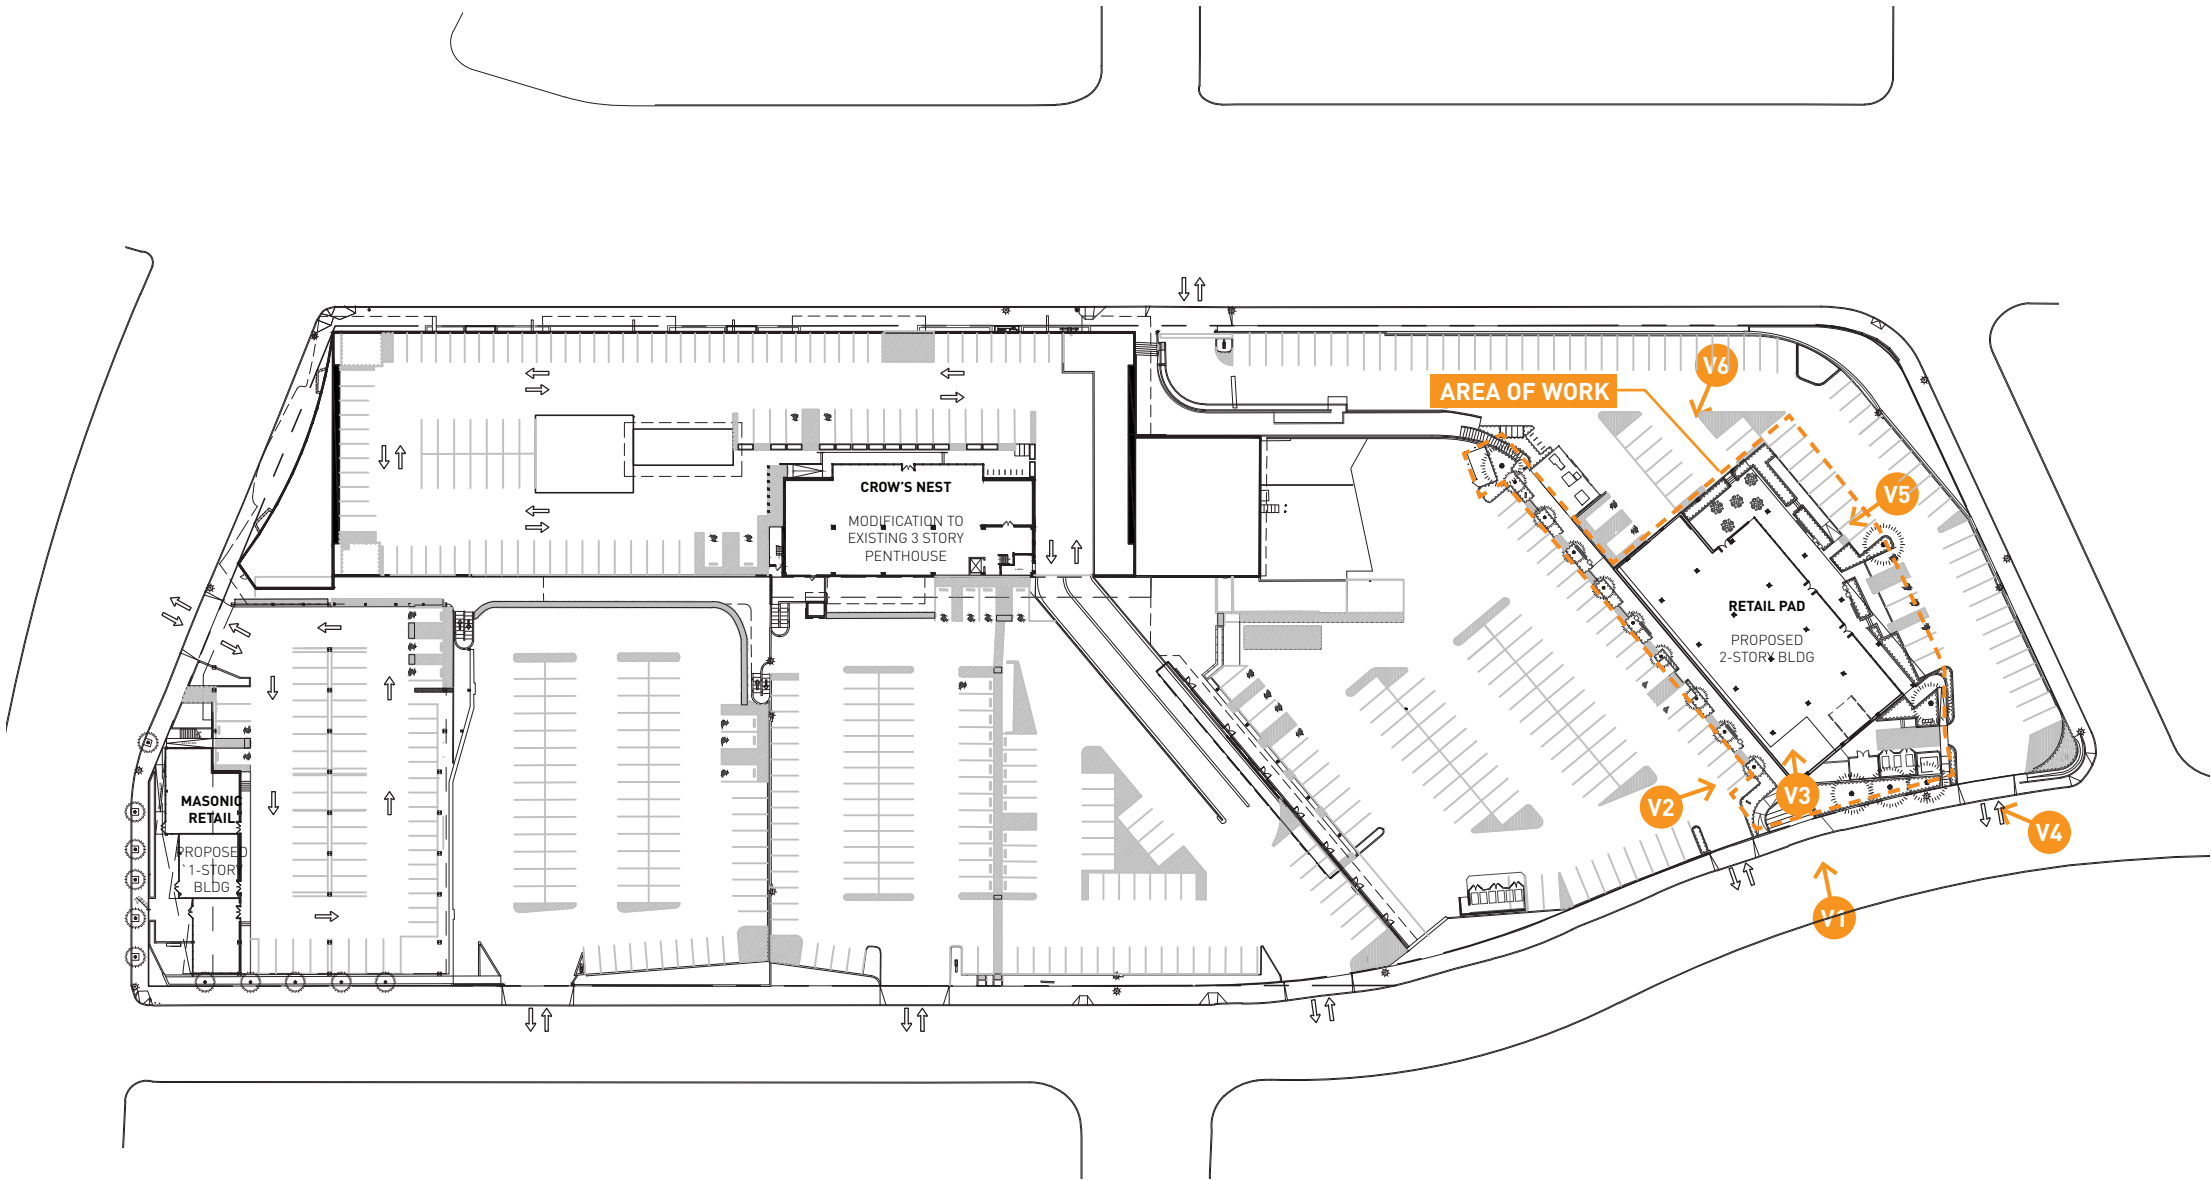 V6
AREA OF WORK
CROW'S NEST
MODIFICATION TO
EXISTING 3 STORY
PENTHOUSE
V5
RETAIL PAD
PROPOSED
2-STORY BLDG
MASONIC
RETAIL
PROPOSED
1-STORY
BLDG
V2
V3
V4
V1